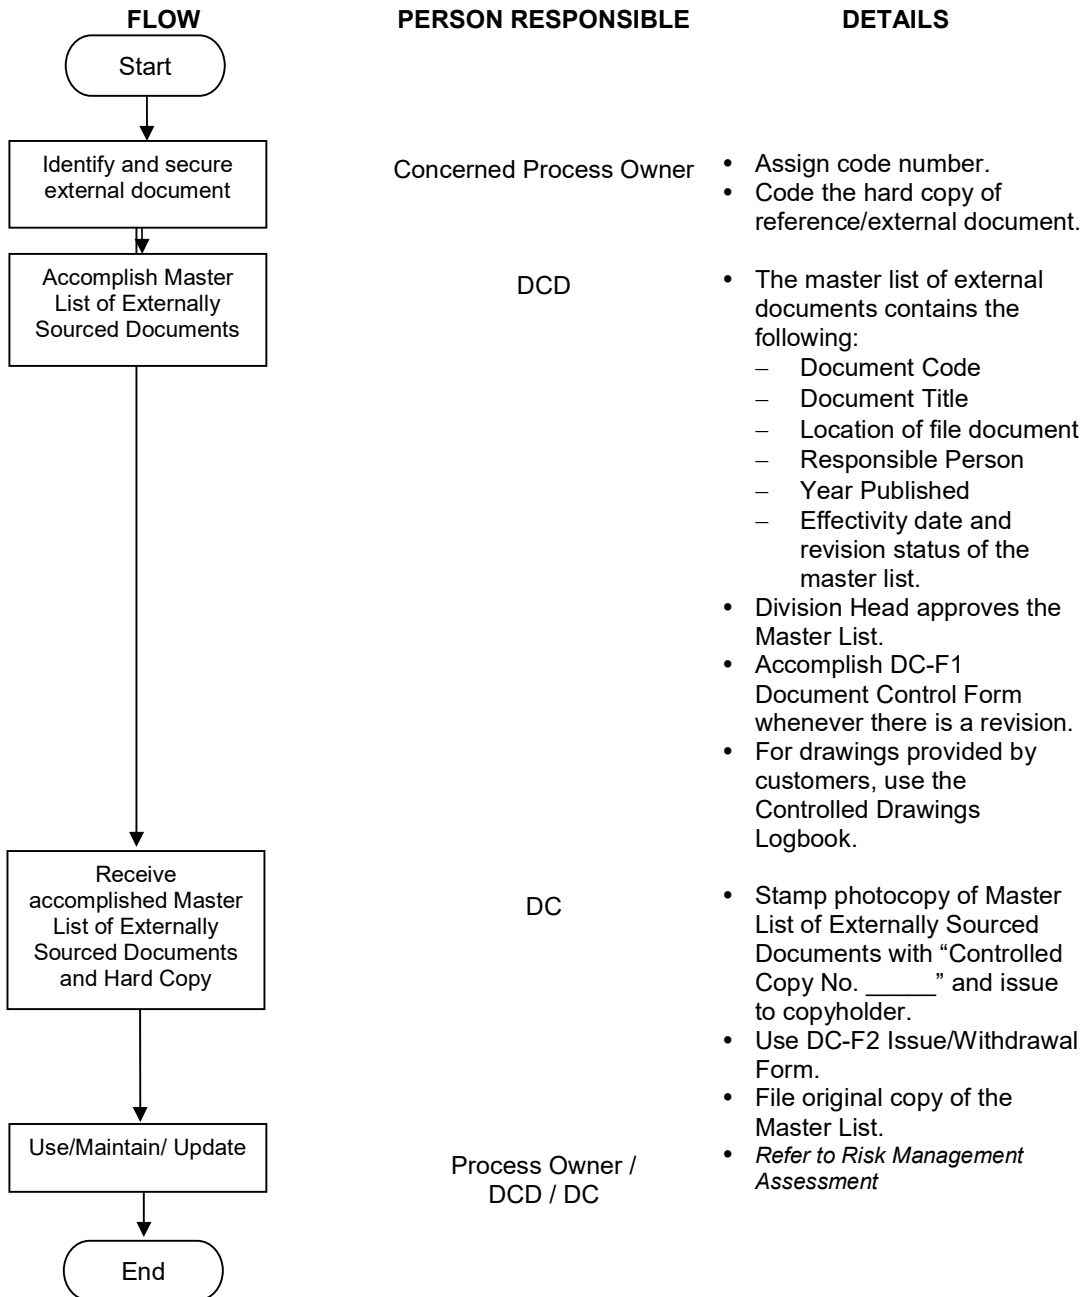 FLOW PERSON RESPONSIBLE DETAILS
Start
Identify and secure
external document
Concerned Process Owner
• Assign code number.
• Code the hard copy of
reference/external document.
Accomplish Master
List of Externally
Sourced Documents
DCD
• The master list of external
documents contains the
following:
– Document Code
– Document Title
– Location of file document
– Responsible Person
– Year Published
– Effectivity date and
revision status of the
master list.
• Division Head approves the
Master List.
• Accomplish DC-F1
Document Control Form
whenever there is a revision.
• For drawings provided by
customers, use the
Controlled Drawings
Logbook.
Receive
accomplished Master
List of Externally
Sourced Documents
and Hard Copy
DC
• Stamp photocopy of Master
List of Externally Sourced
Documents with “Controlled
Copy No. _____” and issue
to copyholder.
• Use DC-F2 Issue/Withdrawal
Form.
• File original copy of the
Master List.
Use/Maintain/ Update
Process Owner /
DCD / DC
• Refer to Risk Management
Assessment
End